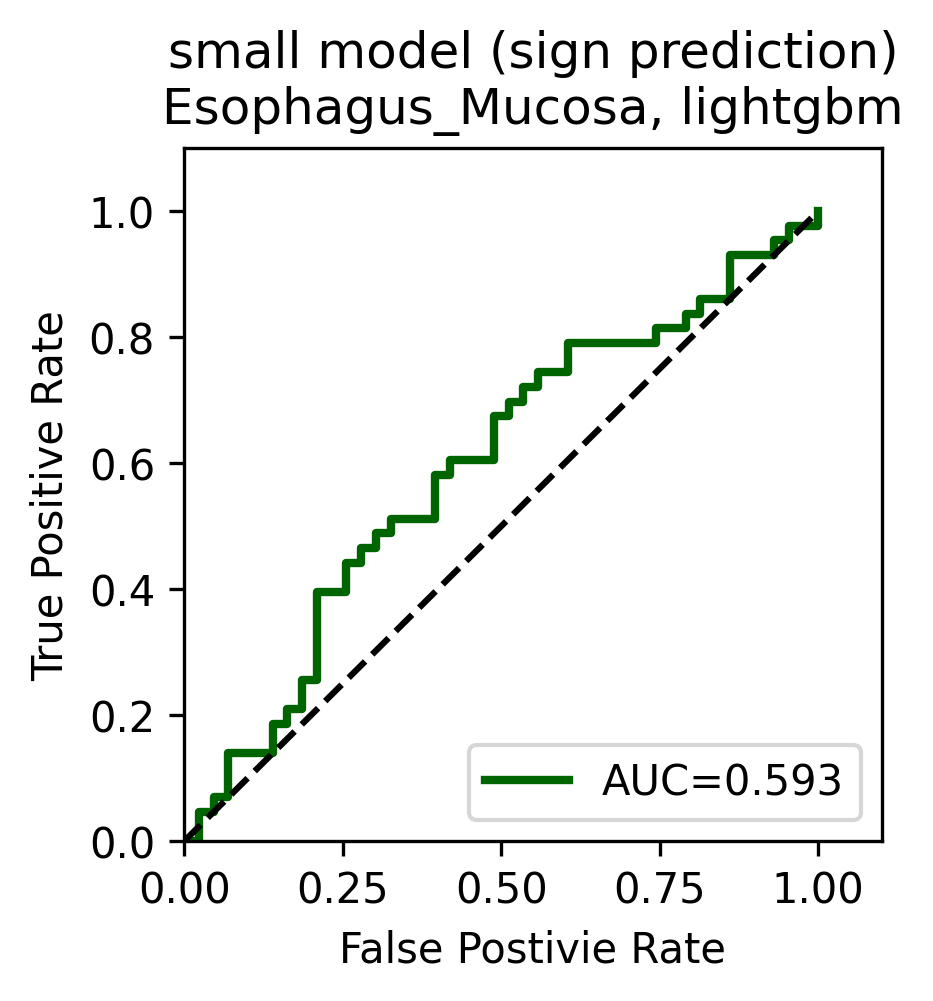 small model (sign prediction)
Esophagus_Mucosa, lightgbm
True Positive Rate
1.0
0.8
0.6
0.4
0.2
0.0
AUC=0.593
0.00 0.25 0.50 0.75 1.00
False Postivie Rate